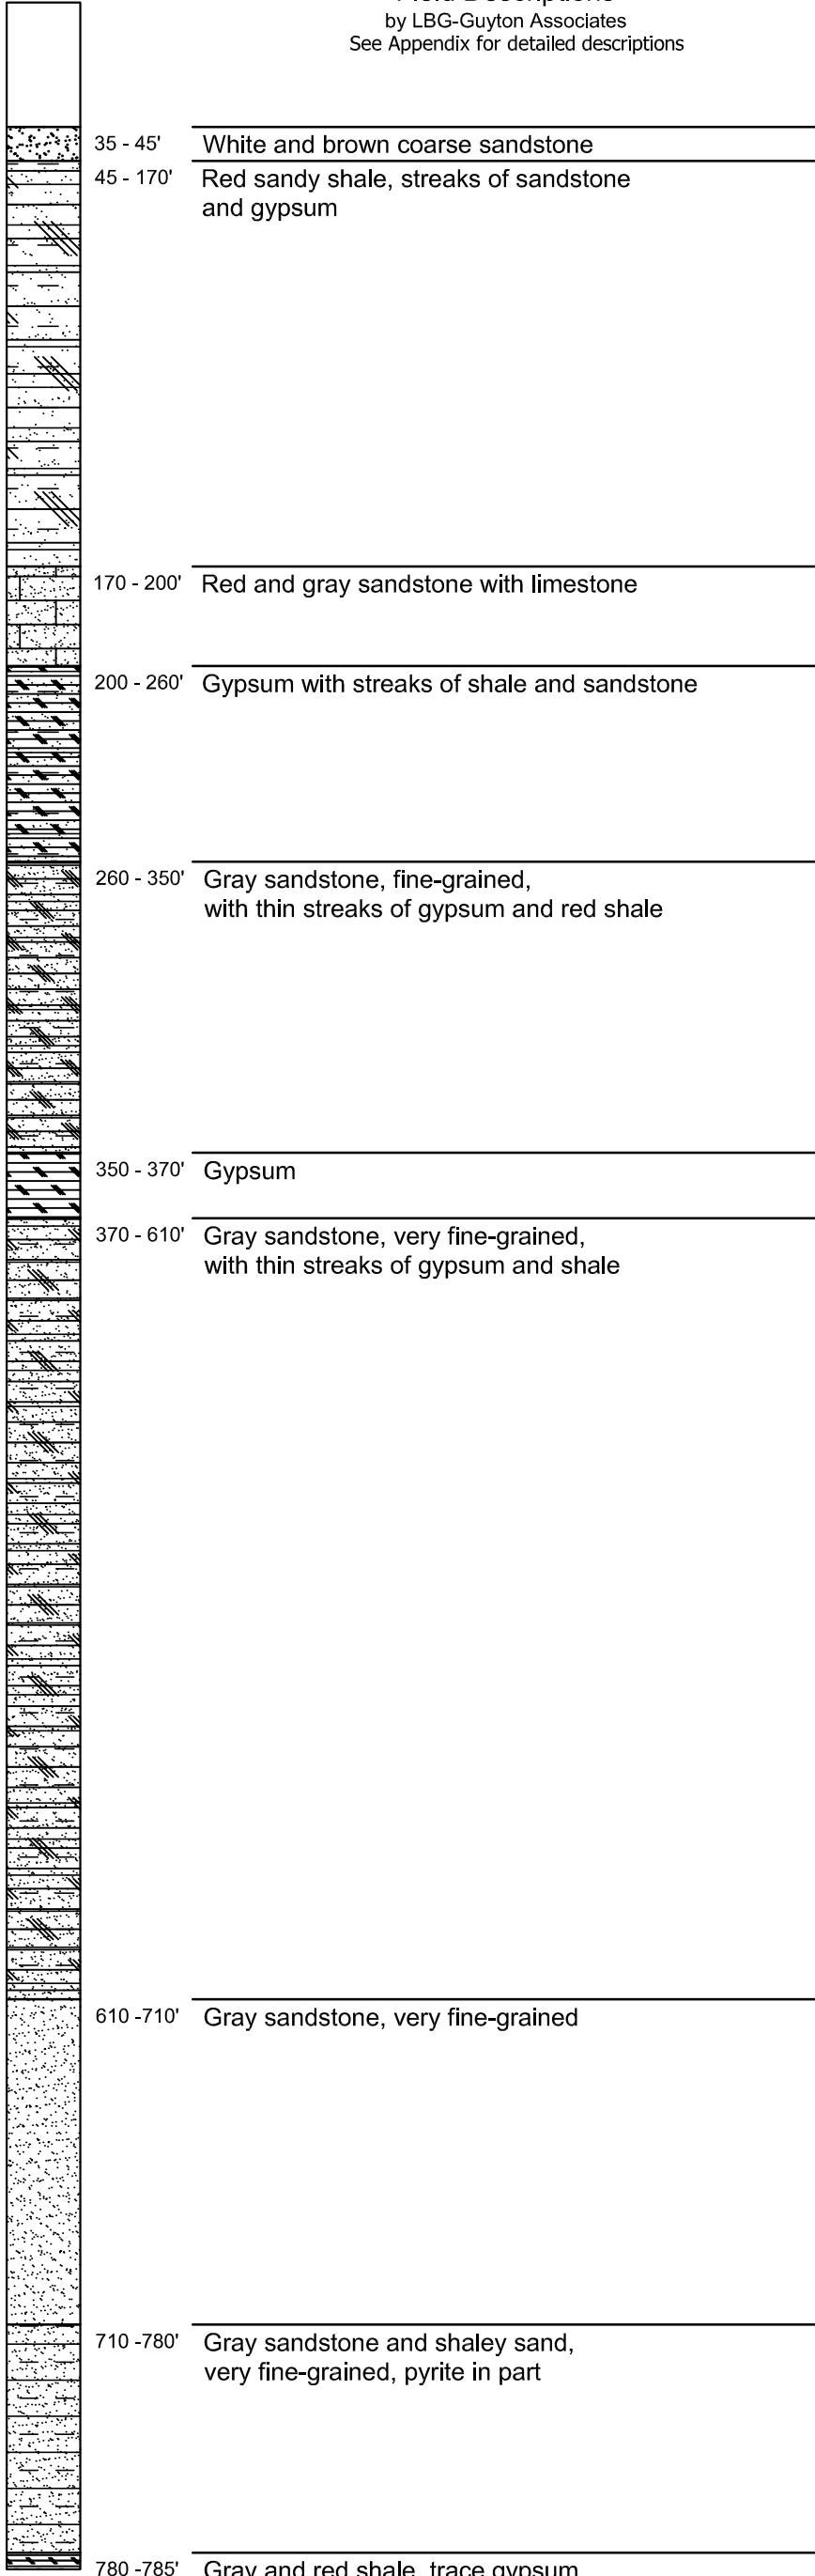 Field Descriptions
by LBG-Guyton Associates
See Appendix for detailed descriptions
35 - 45' White and brown coarse sandstone
45 - 170' Red sandy shale, streaks of sandstone
and gypsum
170 - 200' Red and gray sandstone with limestone
200 - 260' Gypsum with streaks of shale and sandstone
260 - 350' Gray sandstone, fine-grained,
with thin streaks of gypsum and red shale
350 - 370' Gypsum
370 - 610' Gray sandstone, very fine-grained,
with thin streaks of gypsum and shale
610 -710' Gray sandstone, very fine-grained
710 -780' Gray sandstone and shaley sand,
very fine-grained, pyrite in part
780 -785' Gray and red shale, trace gypsum